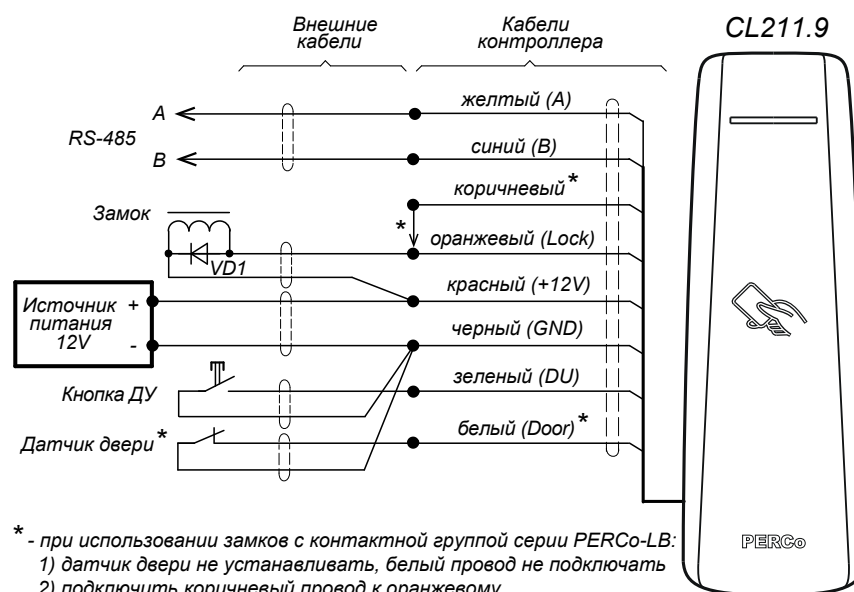 Внешние
кабели
Кабели
контроллера
CL211.9
A
желтый (A)
RS-485
B
синий (B)
коричневый*
Замок
*
оранжевый (Lock)
VD1
красный (+12V)
Источник
питания
12V
+
-
черный (GND)
Кнопка ДУ
зеленый (DU)
Датчик двери*
белый (Door)*
PERCo
* - при использовании замков с контактной группой серии PERCo-LB:
1) датчик двери не устанавливать, белый провод не подключать
2) подключить коричневый провод к оранжевому